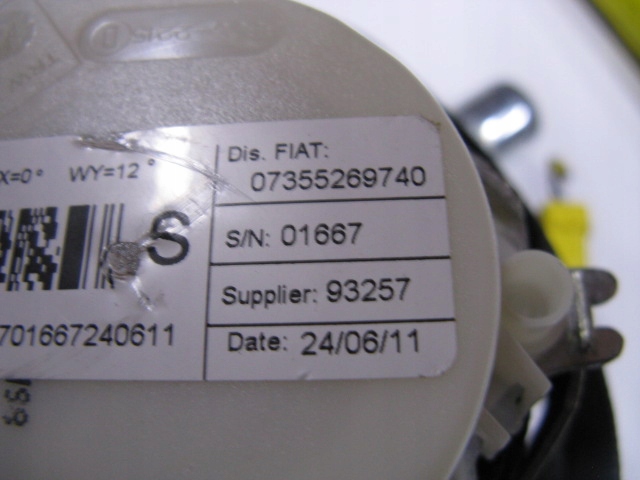 X=0° WY=12°
S
701667240611
Dis. FIAT:
07355269740
S/N: 01667
Supplier: 93257
Date: 24/06/11